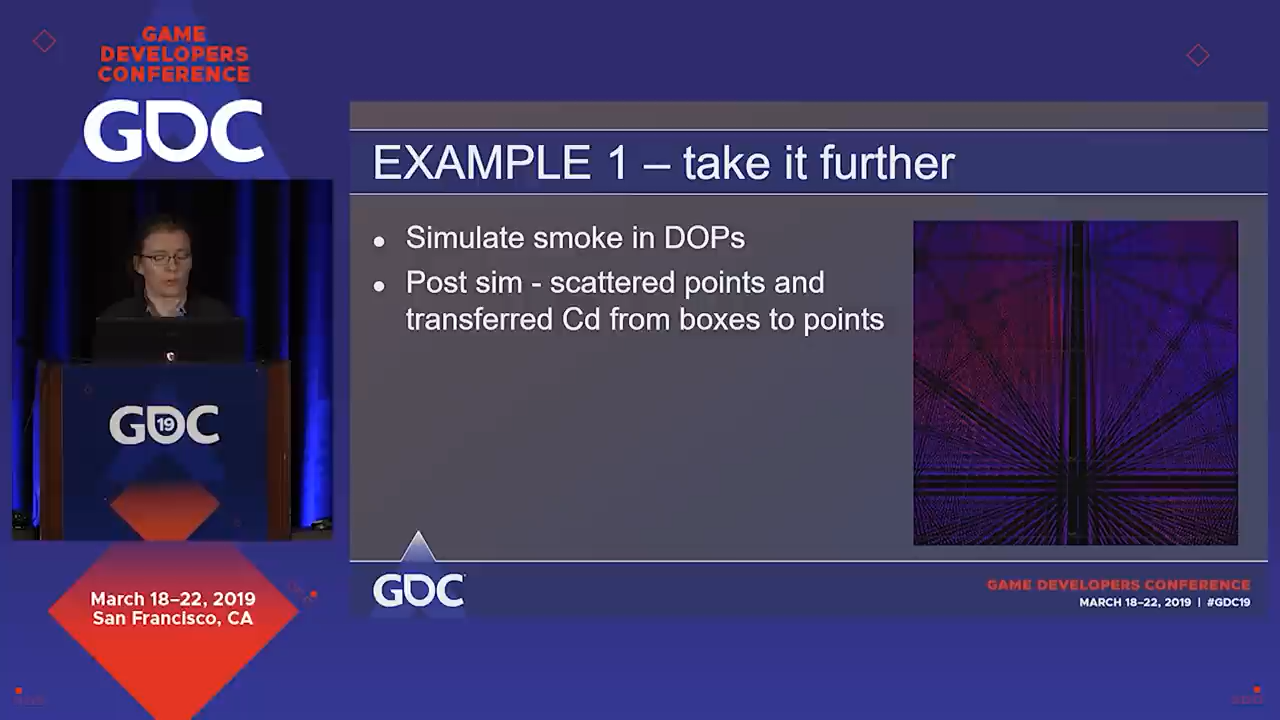 GAME
DEVELOPERS
CONFERENCE
GDC
EXAMPLE 1 – take it further
● Simulate smoke in DOPs
● Post sim - scattered points and
transferred Cd from boxes to points
GDC 19
March 18–22, 2019
San Francisco, CA
GDC
GAME DEVELOPERS CONFERENCE
MARCH 18–22, 2019 | #GDC19